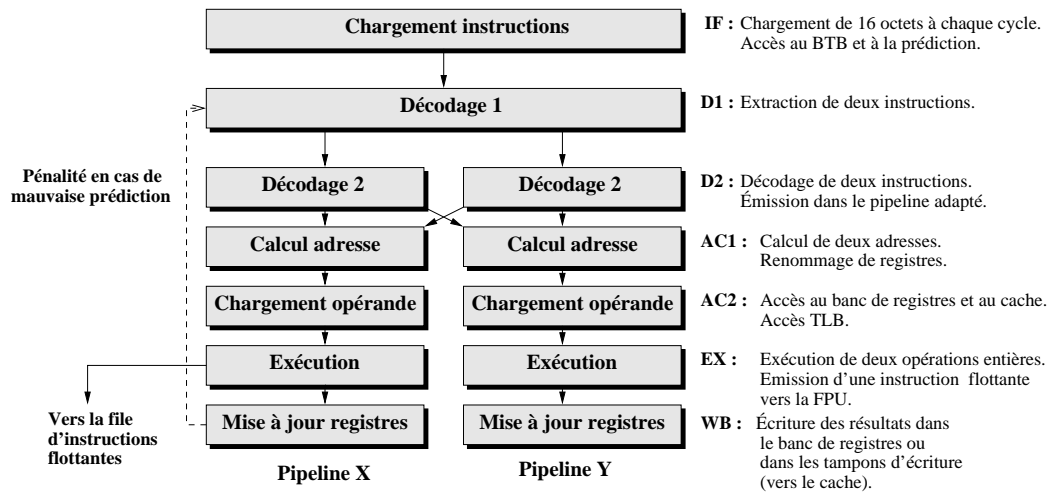 Chargement instructions
IF : Chargement de 16 octets à chaque cycle.
Accès au BTB et à la prédiction.
Décodage 1
D1 : Extraction de deux instructions.
Pénalité en cas de
mauvaise prédiction
Décodage 2
Décodage 2
D2 : Décodage de deux instructions.
Émission dans le pipeline adapté.
Calcul adresse
Calcul adresse
AC1 : Calcul de deux adresses.
Renommage de registres.
Chargement opérande
Chargement opérande
AC2 : Accès au banc de registres et au cache.
Accès TLB.
Exécution
Exécution
EX : Exécution de deux opérations entières.
Emission d'une instruction flottante
vers la FPU.
Vers la file
d'instructions
flottantes
Mise à jour registres
Mise à jour registres
WB : Écriture des résultats dans
le banc de registres ou
dans les tampons d'écriture
(vers le cache).
Pipeline X
Pipeline Y